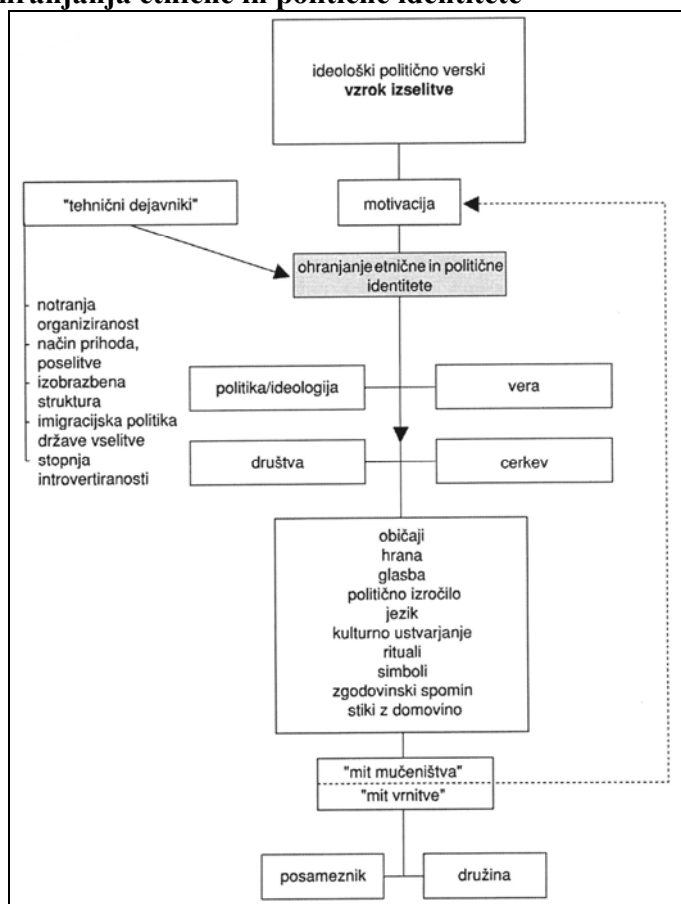 hranjanja etnične in politične identitete
ideološki politično verski
vzrok izselitve
"tehnični dejavniki"
motivacija
ohranjanje etnične in politične
identitete
- notranja
organiziranost
- način prihoda,
poselitve
- izobrazbena
struktura
- imigracijska politika
države vselitve
- stopnja
introvertiranosti
politika/ideologija
vera
društva
cerkev
običaji
hrana
glasba
politično izročilo
jezik
kulturno ustvarjanje
rituali
simboli
zgodovinski spomin
stiki z domovino
"mit mučeništva"
"mit vrnitve"
posameznik
družina